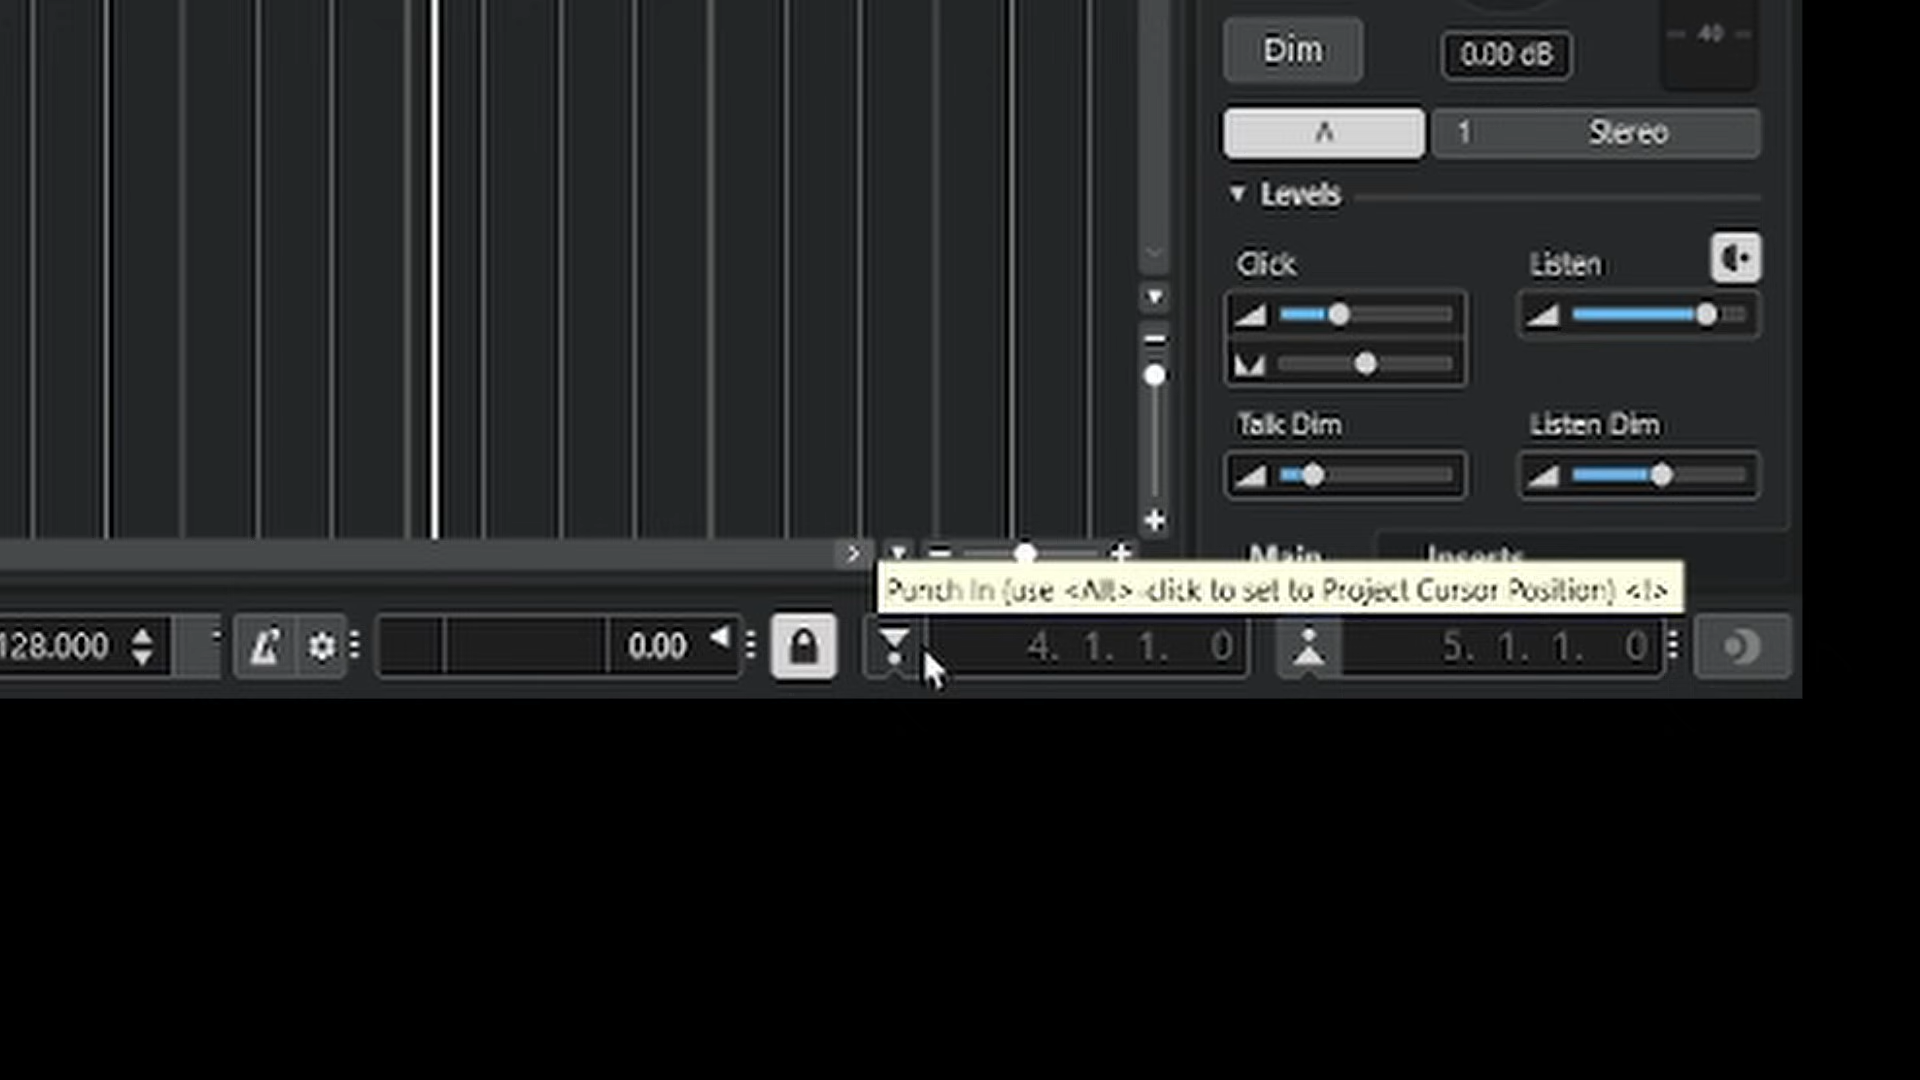 40
Dim
0.00 dB
1 Stereo
Levels
Click
Listen
Talk Dim
Listen Dim
Main
Inserts
Punch In (use <Alt>-click to set to Project Cursor Position) <I>
128.000
0.00
4. 1. 1. 0
5. 1. 1. 0